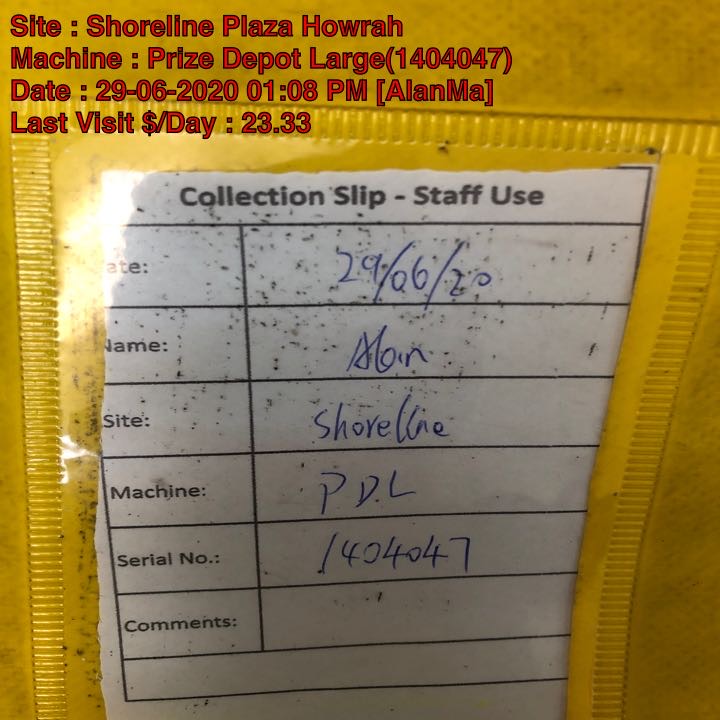 Site : Shoreline Plaza Howrah
Machine : Prize Depot Large(1404047)
Date : 29-06-2020 01:08 PM [AlanMa]
Last Visit $/Day : 23.33
Collection Slip - Staff Use
ate: 29/06/20
Name: Alan
Site: Shoreline
Machine: P D.L
Serial No.: 1404047
Comments: